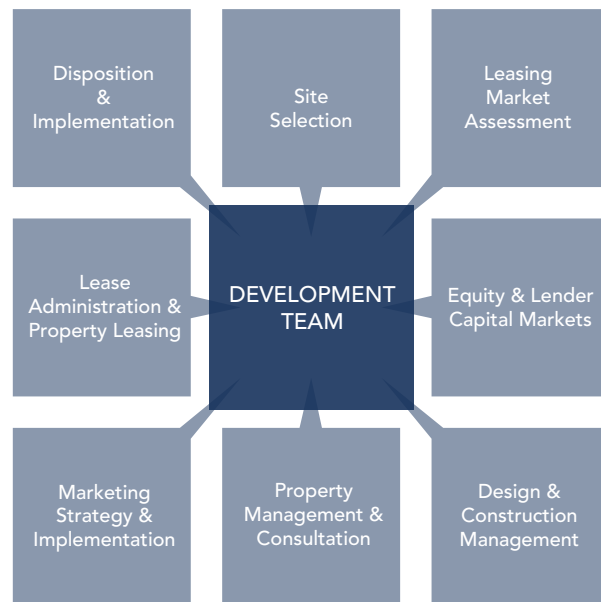 Disposition
&
Implementation
Site
Selection
Leasing
Market
Assessment
Lease
Administration &
Property Leasing
DEVELOPMENT
TEAM
Equity & Lender
Capital Markets
Marketing
Strategy &
Implementation
Property
Management &
Consultation
Design &
Construction
Management